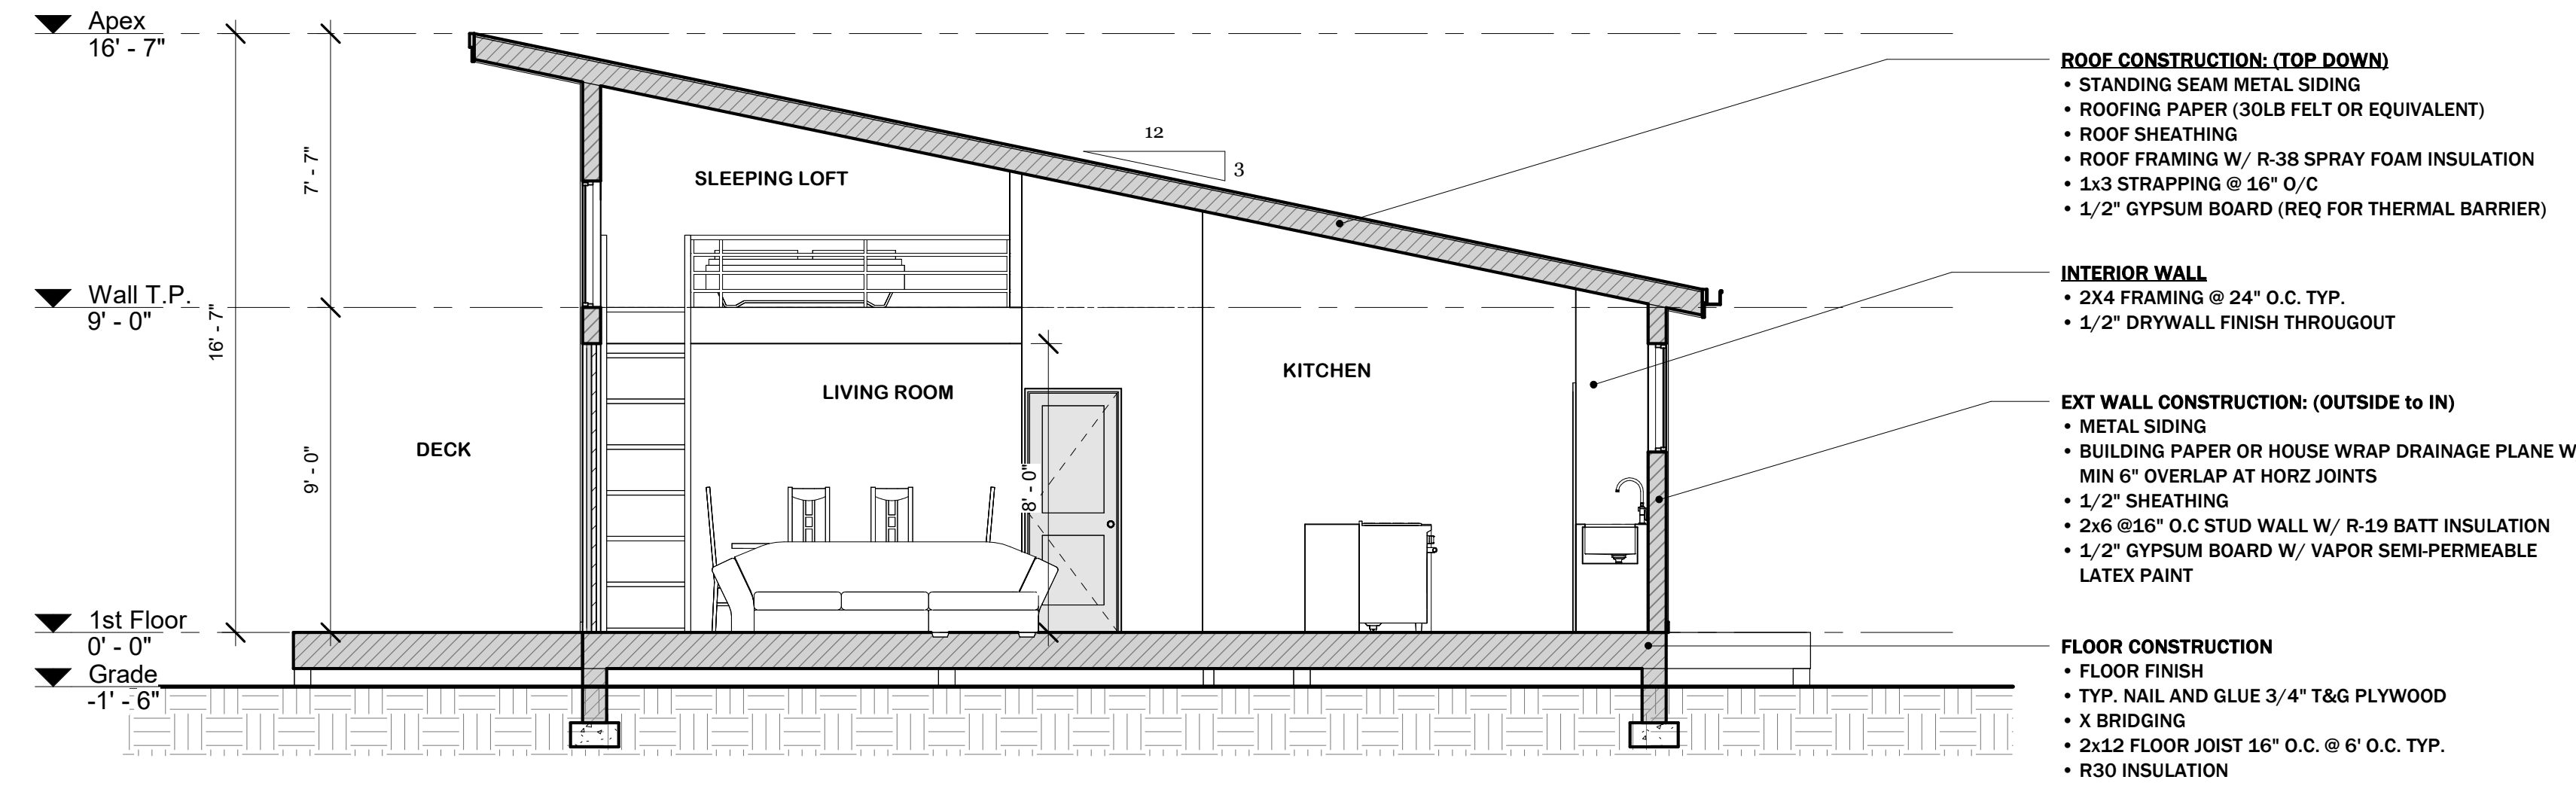 Apex
16' - 7"
Wall T.P.
9' - 0"
1st Floor
0' - 0"
Grade
-1' - 6"
16' - 7"
7' - 7"
9' - 0"
8' - 0"
12
3
SLEEPING LOFT
LIVING ROOM
KITCHEN
DECK
ROOF CONSTRUCTION: (TOP DOWN)
• STANDING SEAM METAL SIDING
• ROOFING PAPER (30LB FELT OR EQUIVALENT)
• ROOF SHEATHING
• ROOF FRAMING W/ R-38 SPRAY FOAM INSULATION
• 1x3 STRAPPING @ 16" O/C
• 1/2" GYPSUM BOARD (REQ FOR THERMAL BARRIER)
INTERIOR WALL
• 2X4 FRAMING @ 24" O.C. TYP.
• 1/2" DRYWALL FINISH THROUGOUT
EXT WALL CONSTRUCTION: (OUTSIDE to IN)
• METAL SIDING
• BUILDING PAPER OR HOUSE WRAP DRAINAGE PLANE W
MIN 6" OVERLAP AT HORZ JOINTS
• 1/2" SHEATHING
• 2x6 @16" O.C STUD WALL W/ R-19 BATT INSULATION
• 1/2" GYPSUM BOARD W/ VAPOR SEMI-PERMEABLE
LATEX PAINT
FLOOR CONSTRUCTION
• FLOOR FINISH
• TYP. NAIL AND GLUE 3/4" T&G PLYWOOD
• X BRIDGING
• 2x12 FLOOR JOIST 16" O.C. @ 6' O.C. TYP.
• R30 INSULATION